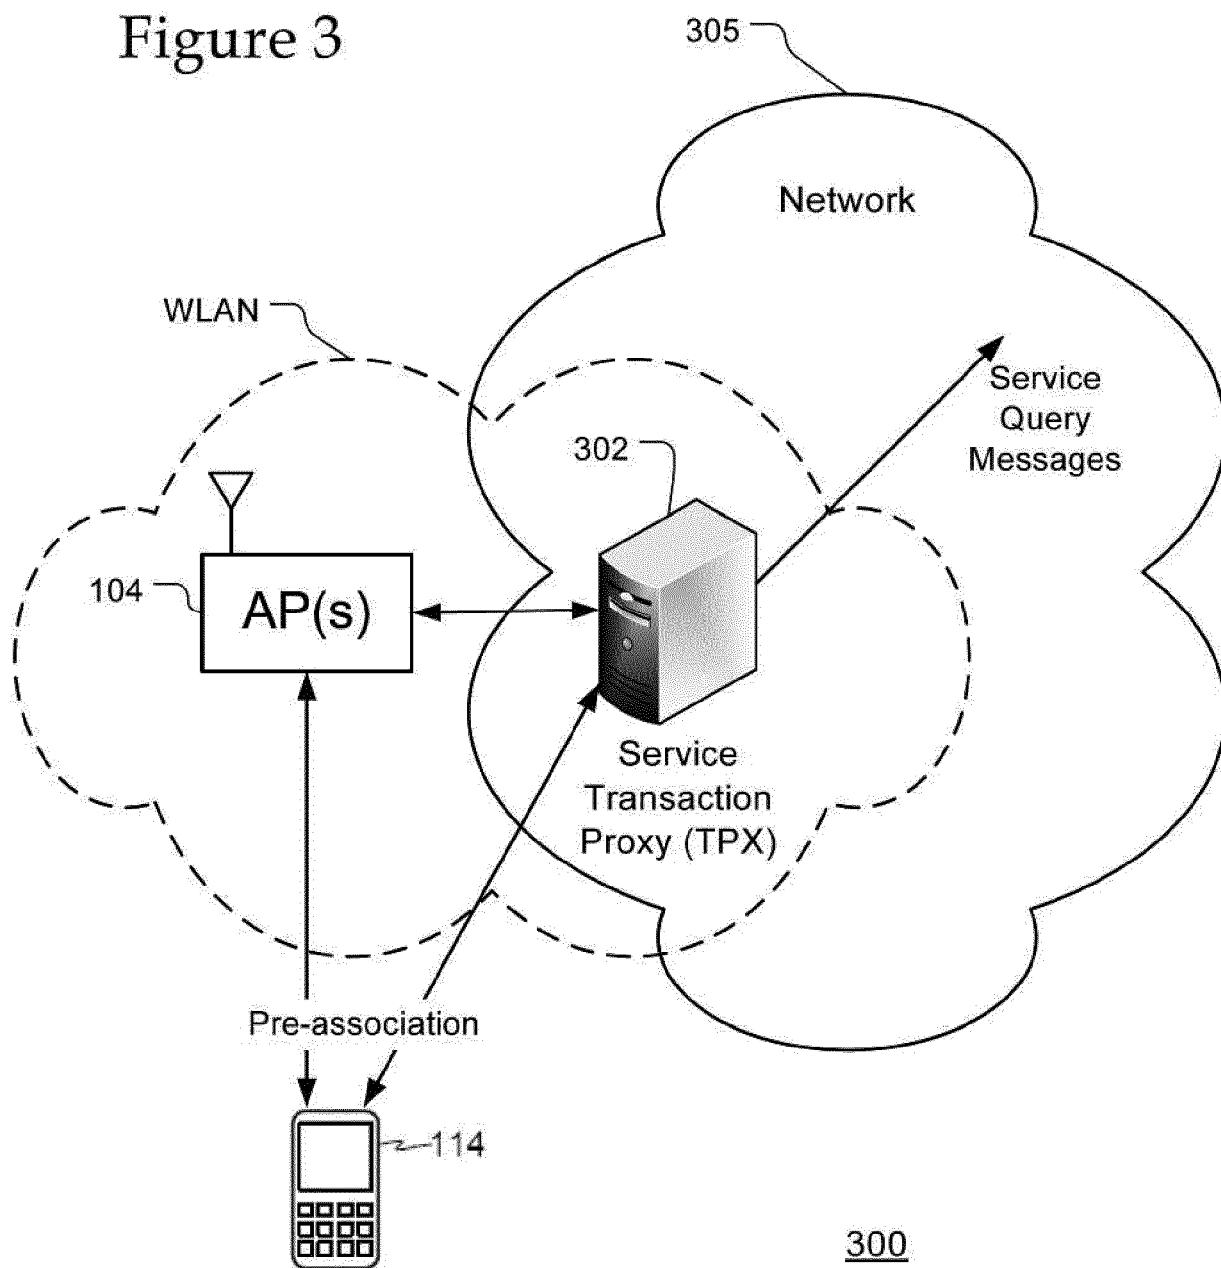 Figure 3
305
Network
WLAN
Service
Query
Messages
302
104
AP(s)
Service
Transaction
Proxy (TPX)
Pre-association
114
300